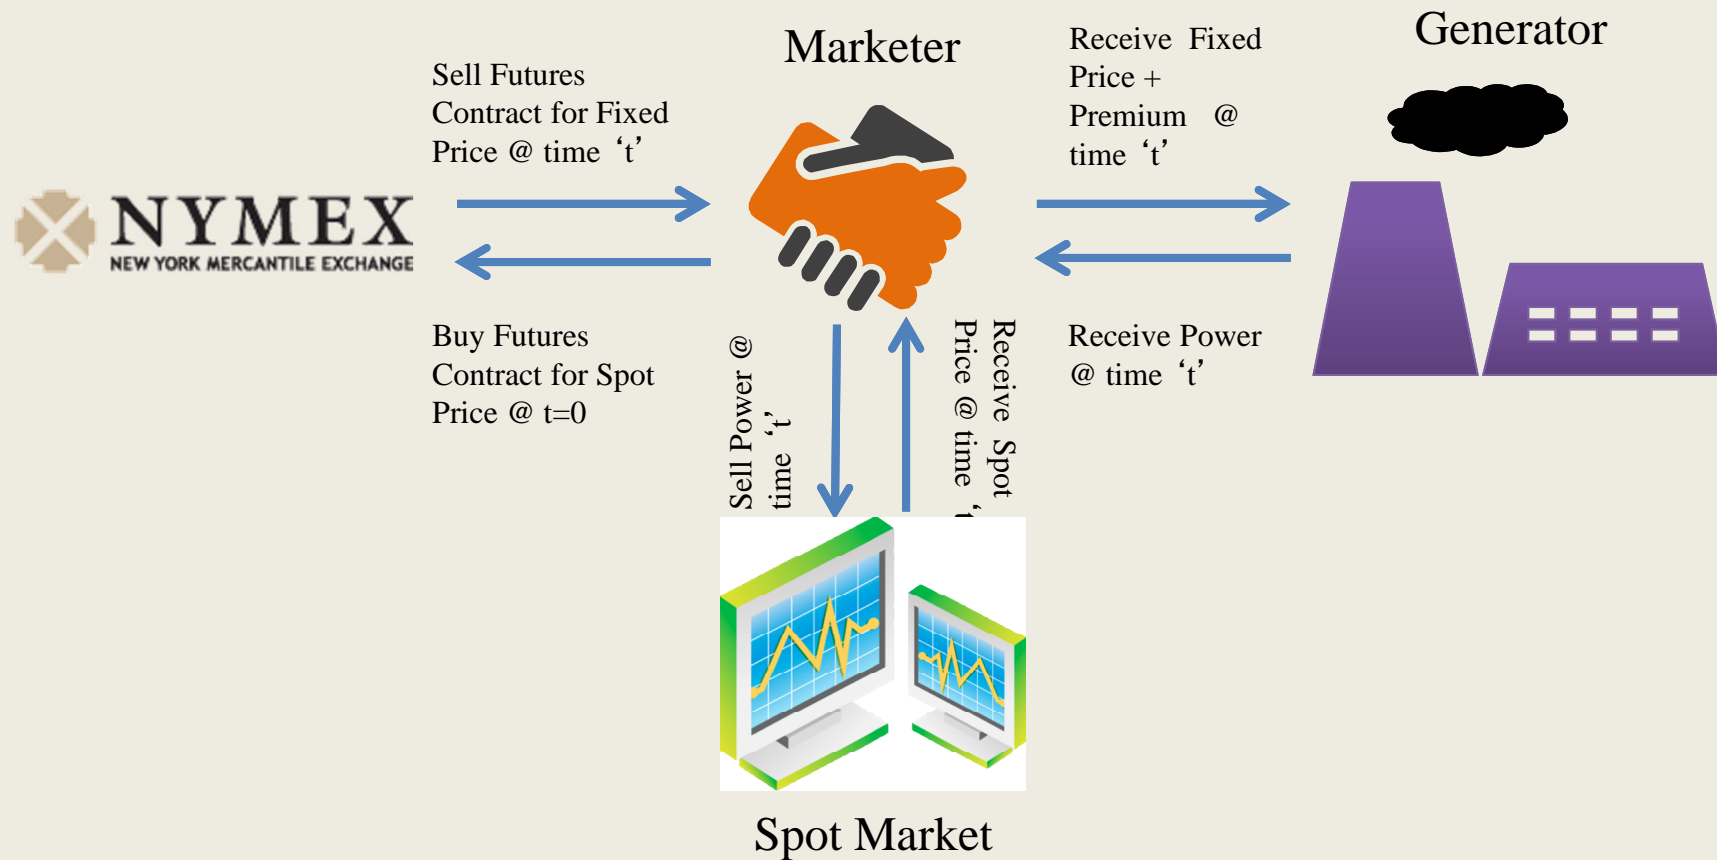 Marketer
Generator
Sell Futures
Contract for Fixed
Price @ time ‘t’
Receive Fixed
Price +
Premium @
time ‘t’
NYMEX
NEW YORK MERCANTILE EXCHANGE
Buy Futures
Contract for Spot
Price @ t=0
Sell Power @
time ‘t’
Receive Spot
Price @ time ‘t
Receive Power
@ time ‘t’
Spot Market